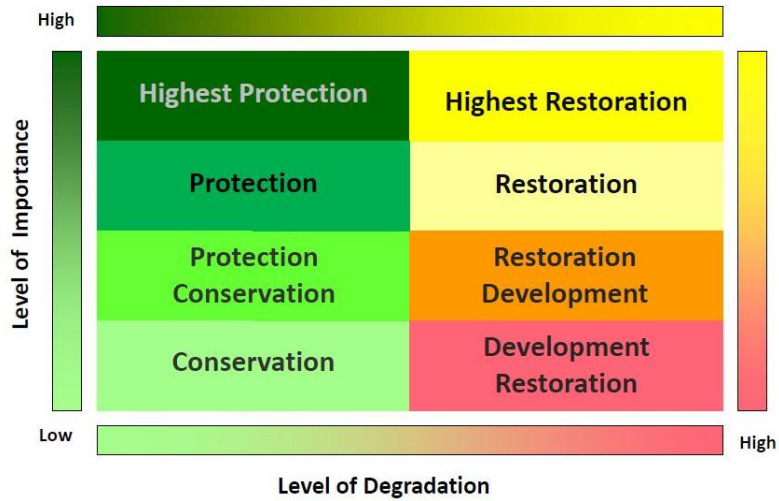 High
Highest Protection
Highest Restoration
Protection
Restoration
Protection
Conservation
Restoration
Development
Conservation
Development
Restoration
Level of Importance
Low
High
Level of Degradation